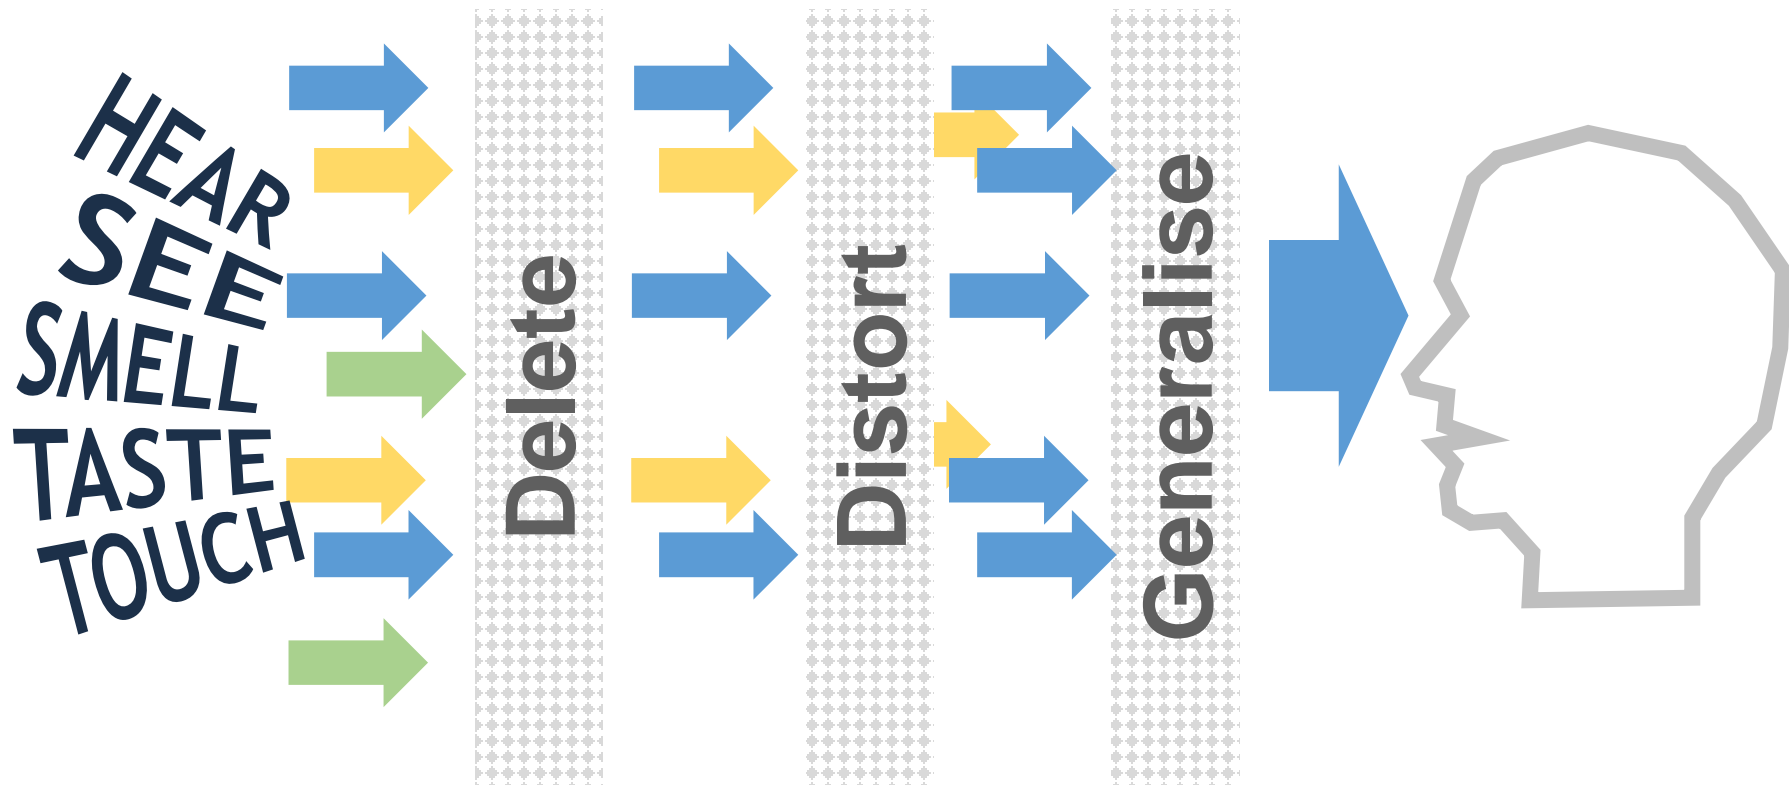 HEAR
SEE
SMELL
TASTE
TOUCH
Delete
Distort
Generalise